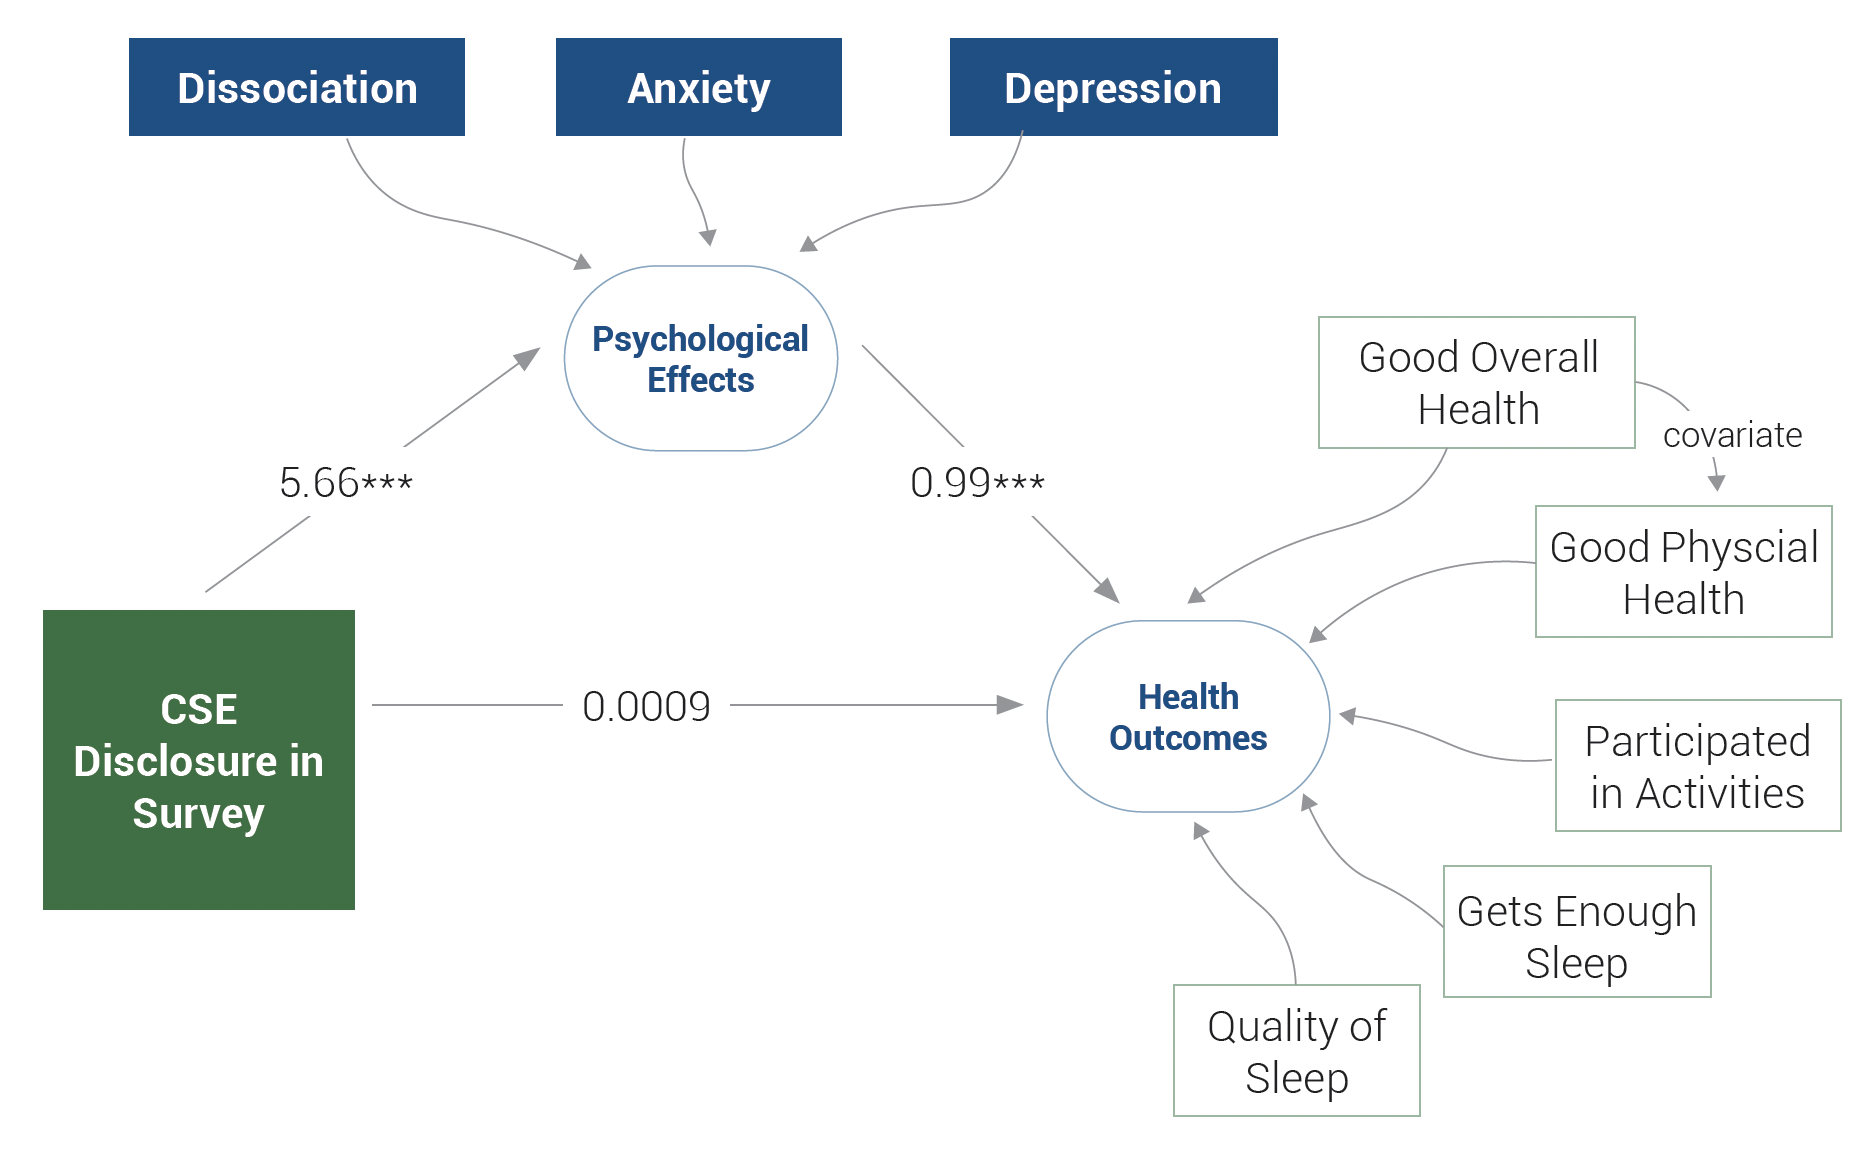 Dissociation
Anxiety
Depression
Psychological
Effects
Good Overall
Health
covariate
5.66***
0.99***
Good Physcial
Health
CSE
Disclosure in
Survey
0.0009
Health
Outcomes
Participated
in Activities
Gets Enough
Sleep
Quality of
Sleep